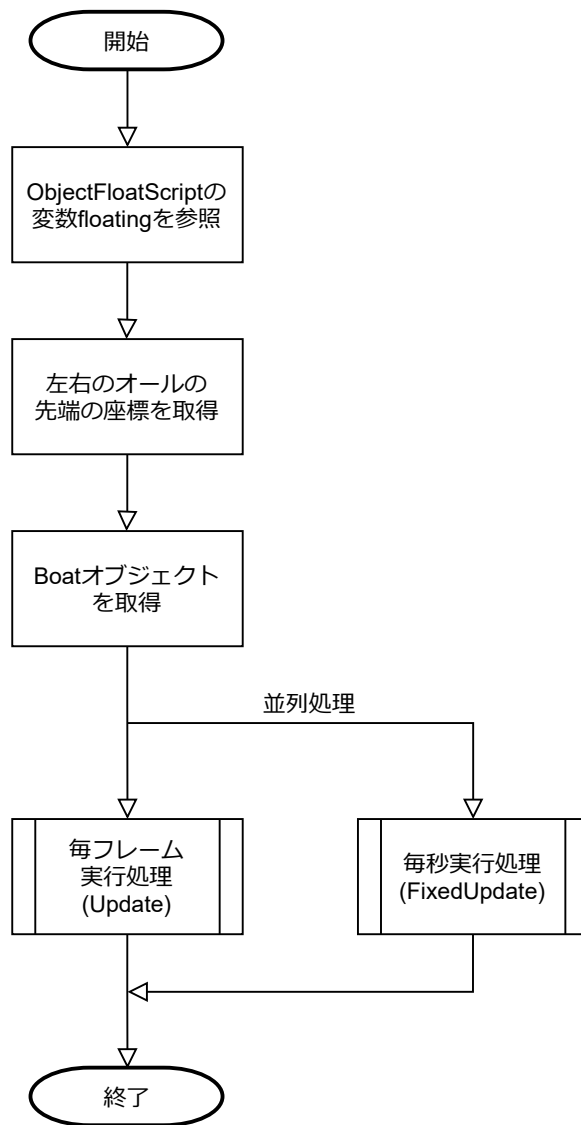 開始
ObjectFloatScriptの
変数floatingを参照
左右のオールの
先端の座標を取得
Boatオブジェクト
を取得
並列処理
毎フレーム
実行処理
(Update)
毎秒実行処理
(FixedUpdate)
終了